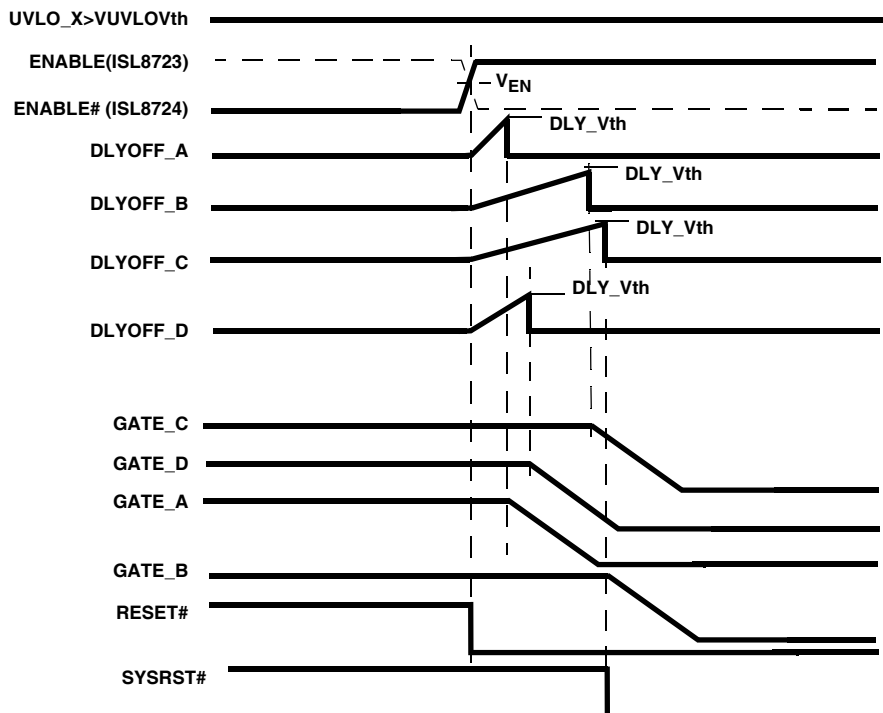 UVLO_X>VUVLOVth
ENABLE(ISL8723)
VEN
ENABLE# (ISL8724)
DLY_Vth
DLYOFF_A
DLY_Vth
DLYOFF_B
DLY_Vth
DLYOFF_C
DLY_Vth
DLYOFF_D
GATE_C
GATE_D
GATE_A
GATE_B
RESET#
SYSRST#